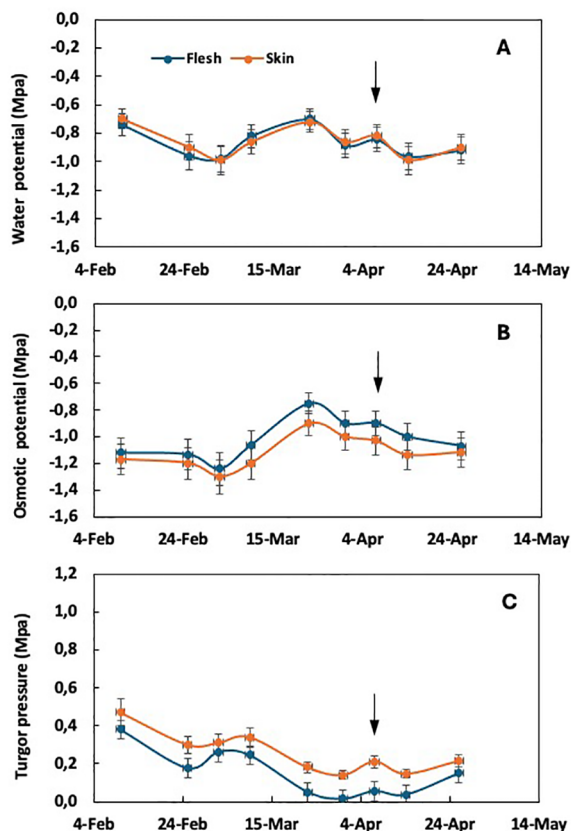 A
Flesh Skin
Water potential (Mpa)
0,0
-0,2
-0,4
-0,6
-0,8
-1,0
-1,2
-1,4
-1,6
4-Feb 24-Feb 15-Mar 4-Apr 24-Apr 14-May
B
Osmotic potential (Mpa)
0,0
-0,2
-0,4
-0,6
-0,8
-1,0
-1,2
-1,4
-1,6
4-Feb 24-Feb 15-Mar 4-Apr 24-Apr 14-May
C
Turgor pressure (Mpa)
1,2
1,0
0,8
0,6
0,4
0,2
0,0
4-Feb 24-Feb 15-Mar 4-Apr 24-Apr 14-May